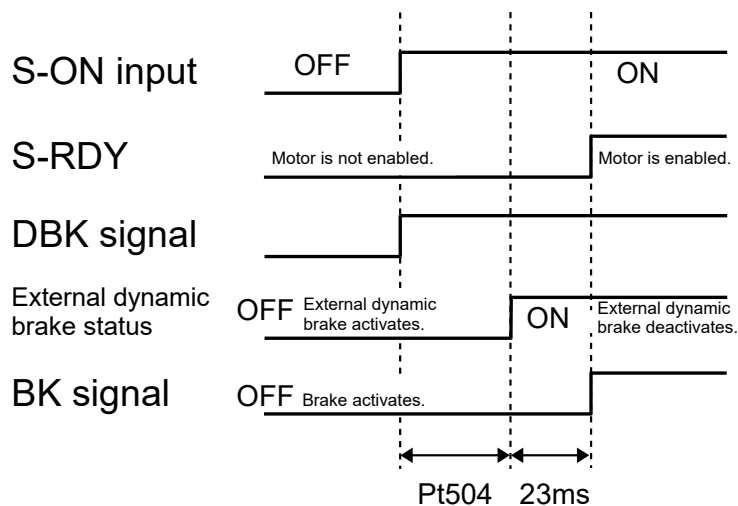 S-ON input
OFF
ON
S-RDY
Motor is not enabled.
Motor is enabled.
DBK signal
External dynamic
brake status
OFF
External dynamic
brake activates.
ON
External dynamic
brake deactivates.
BK signal
OFF
Brake activates.
Pt504
23ms